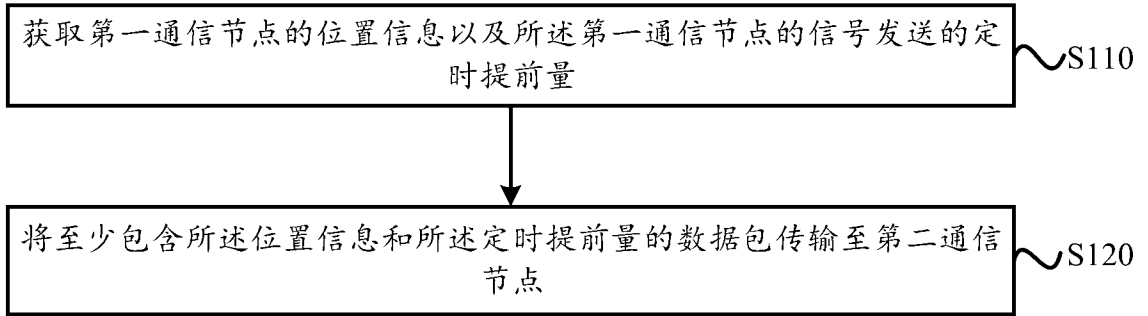 获取第一通信节点的位置信息以及所述第一通信节点的信号发送的定
时提前量
S110
将至少包含所述位置信息和所述定时提前量的数据包传输至第二通信
节点
S120